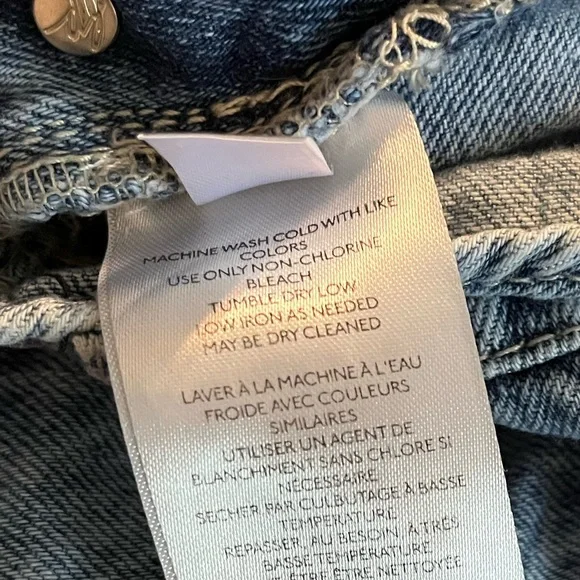 MACHINE WASH COLD WITH LIKE
COLORS
USE ONLY NON-CHLORINE
BLEACH
TUMBLE DRY LOW
LOW IRON AS NEEDED
MAY BE DRY CLEANED
LAVER À LA MACHINE À L'EAU
FROIDE AVEC COULEURS
SIMILAIRES
UTILISER UN AGENT DE
BLANCHIMENT SANS CHLORE SI
NÉCESSAIRE
SÉCHER PAR CULBUTAGE À BASSE
TEMPÉRATURE
REPASSER, AU BESOIN, À TRÈS
BASSE TEMPÉRATURE
ÊTRE NETTOYÉE